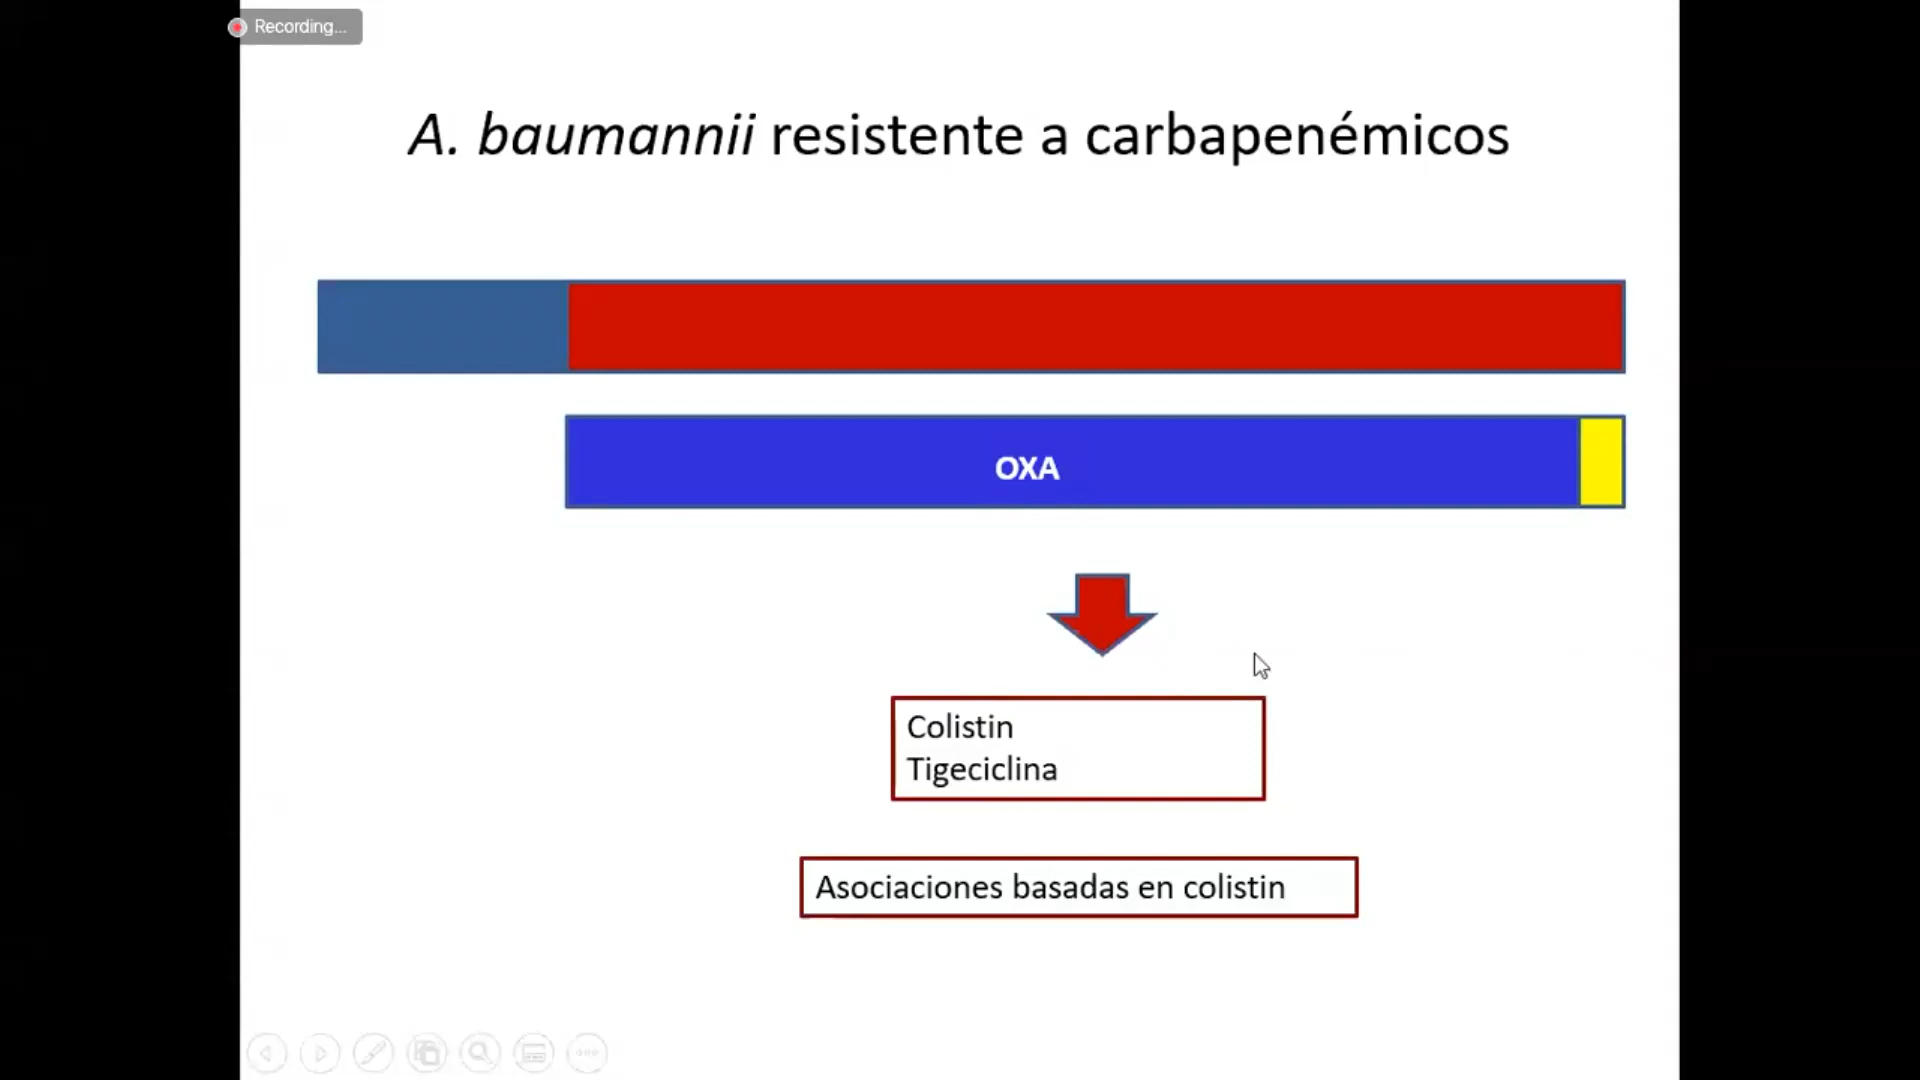 Recording...
A. baumannii resistente a carbapenémicos
OXA
Colistin
Tigeciclina
Asociaciones basadas en colistin